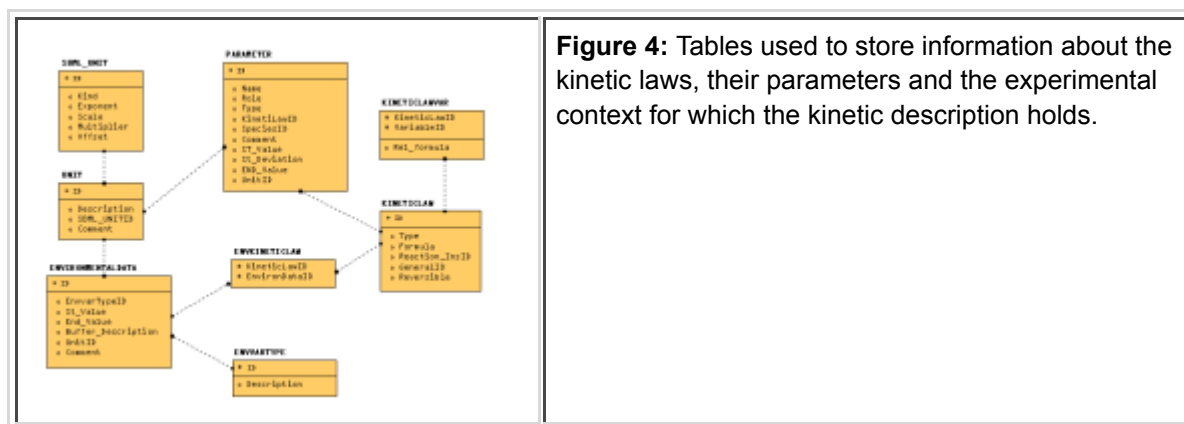 PARAMETER
* ID
Name
Role
Type
KineticLawID
SpeciesID
Comment
ST_Value
St_Deviation
END_Value
UnitID
SBML_UNIT
* ID
Kind
Exponent
Scale
Multiplier
Offset
KINETICLAWVAR
* KineticLawID
* VariableID
UNIT
* ID
Description
SBML_UNITID
Comment
KINETICLAW
* ID
Type
Formula
Reaction_InsID
GeneralID
Reversible
ENVKINETICLAW
* KineticLawID
* EnvironDataID
ENVIRONMENTALDATA
* ID
EnvvarTypeID
St_Value
End_Value
Buffer_Description
UnitID
Comment
ENVVARTYPE
* ID
Description
Figure 4: Tables used to store information about the
kinetic laws, their parameters and the experimental
context for which the kinetic description holds.